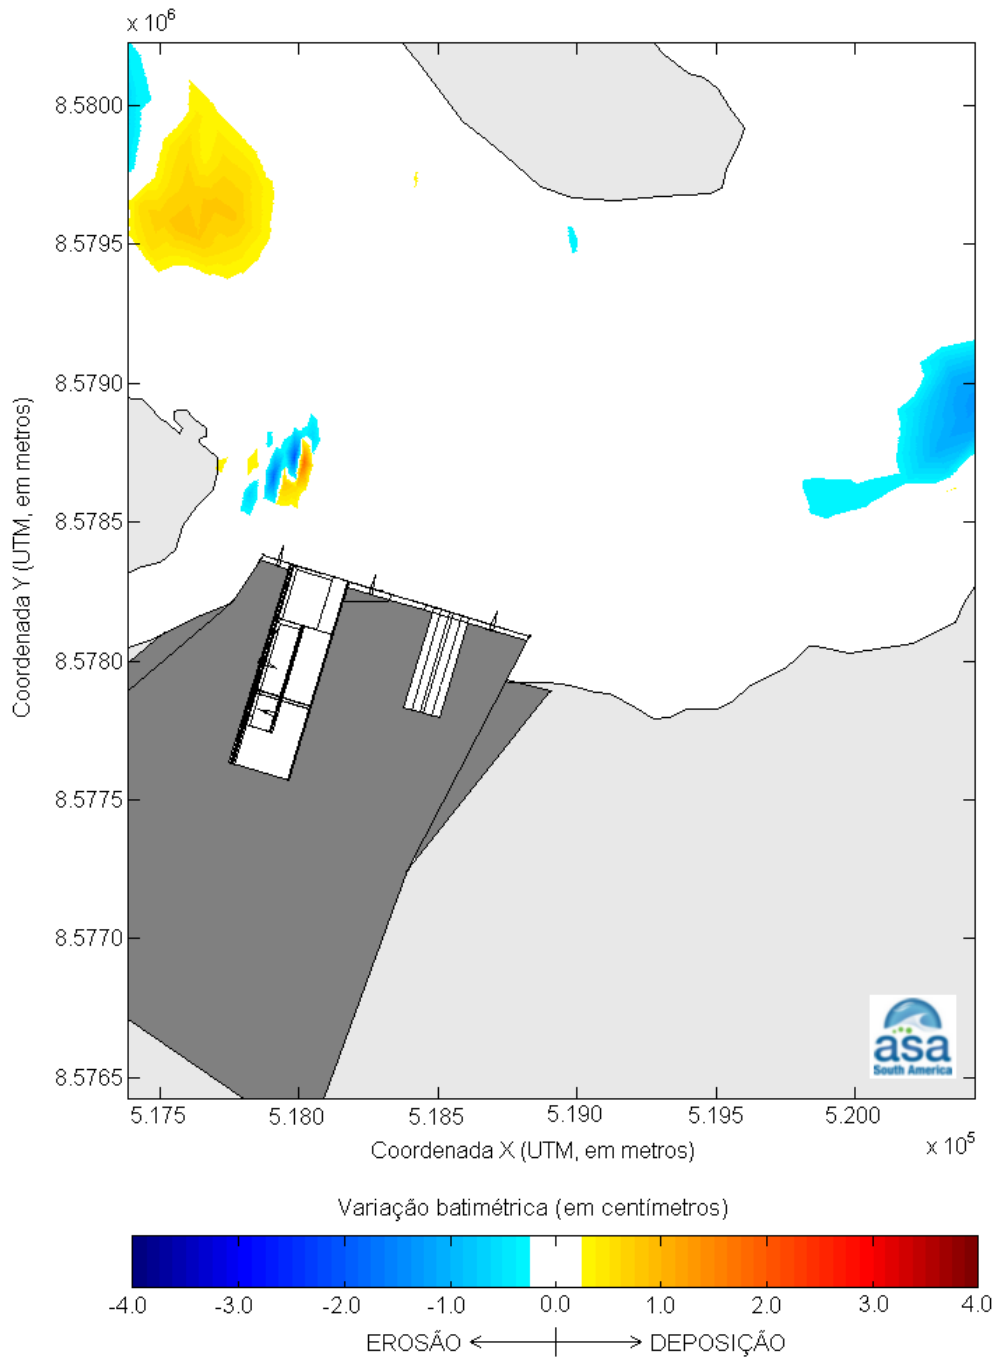 x 10⁶
8.5800
8.5795
8.5790
8.5785
8.5780
8.5775
8.5770
8.5765
Coordenada Y (UTM, em metros)
asa
South America
5.175 5.180 5.185 5.190 5.195 5.200
Coordenada X (UTM, em metros)
x 10⁵
Variação batimétrica (em centímetros)
-4.0 -3.0 -2.0 -1.0 0.0 1.0 2.0 3.0 4.0
EROSÃO DEPOSIÇÃO